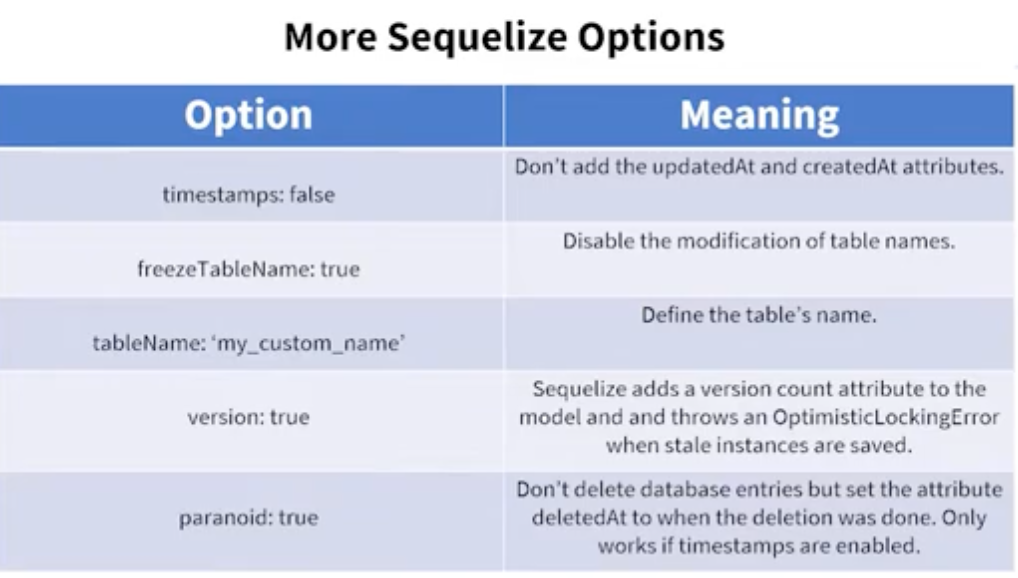 More Sequelize Options
Option
Meaning
timestamps: false
Don't add the updatedAt and createdAt attributes.
freezeTableName: true
Disable the modification of table names.
tableName: ‘my_custom_name’
Define the table's name.
version: true
Sequelize adds a version count attribute to the
model and and throws an OptimisticLockingError
when stale instances are saved.
paranoid: true
Don't delete database entries but set the attribute
deletedAt to when the deletion was done. Only
works if timestamps are enabled.